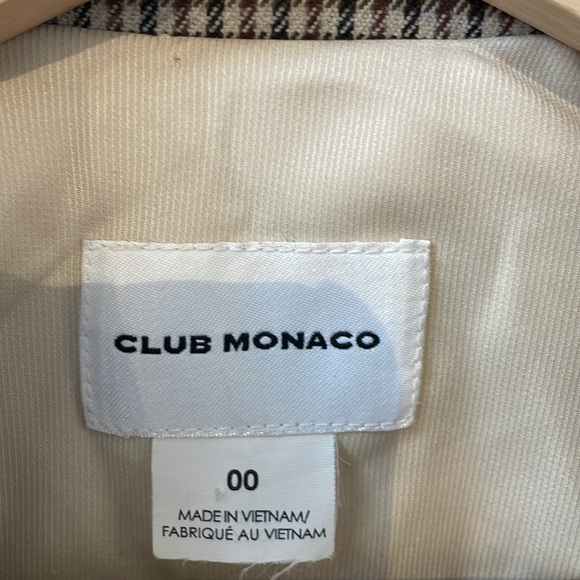 CLUB MONACO
00
MADE IN VIETNAM/
FABRIQUÉ AU VIETNAM